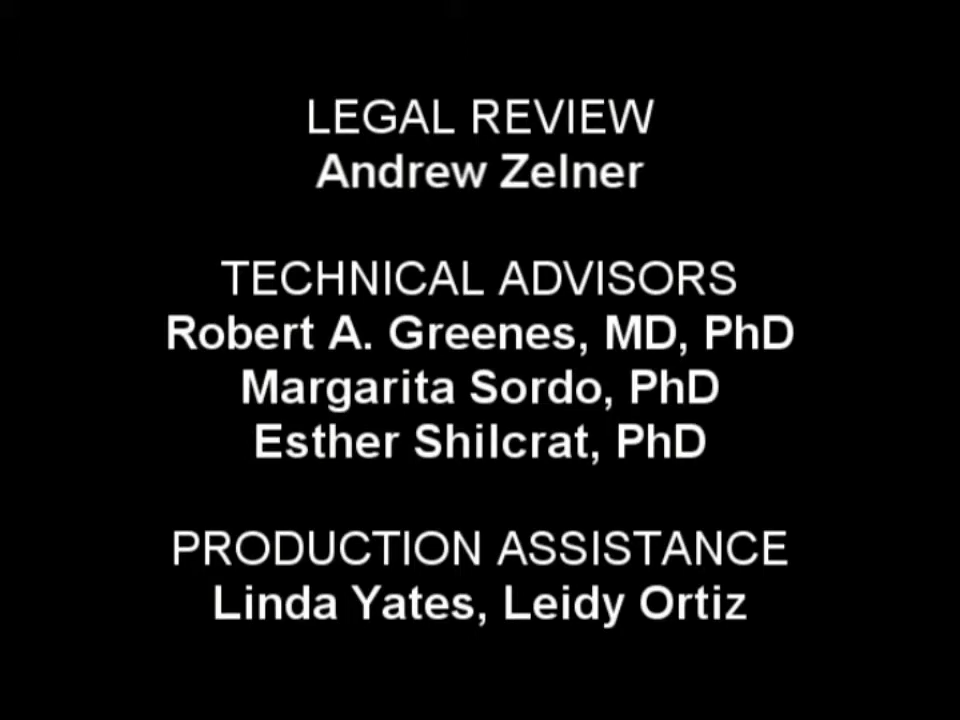 LEGAL REVIEW
Andrew Zelner
TECHNICAL ADVISORS
Robert A. Greenes, MD, PhD
Margarita Sordo, PhD
Esther Shilcrat, PhD
PRODUCTION ASSISTANCE
Linda Yates, Leidy Ortiz